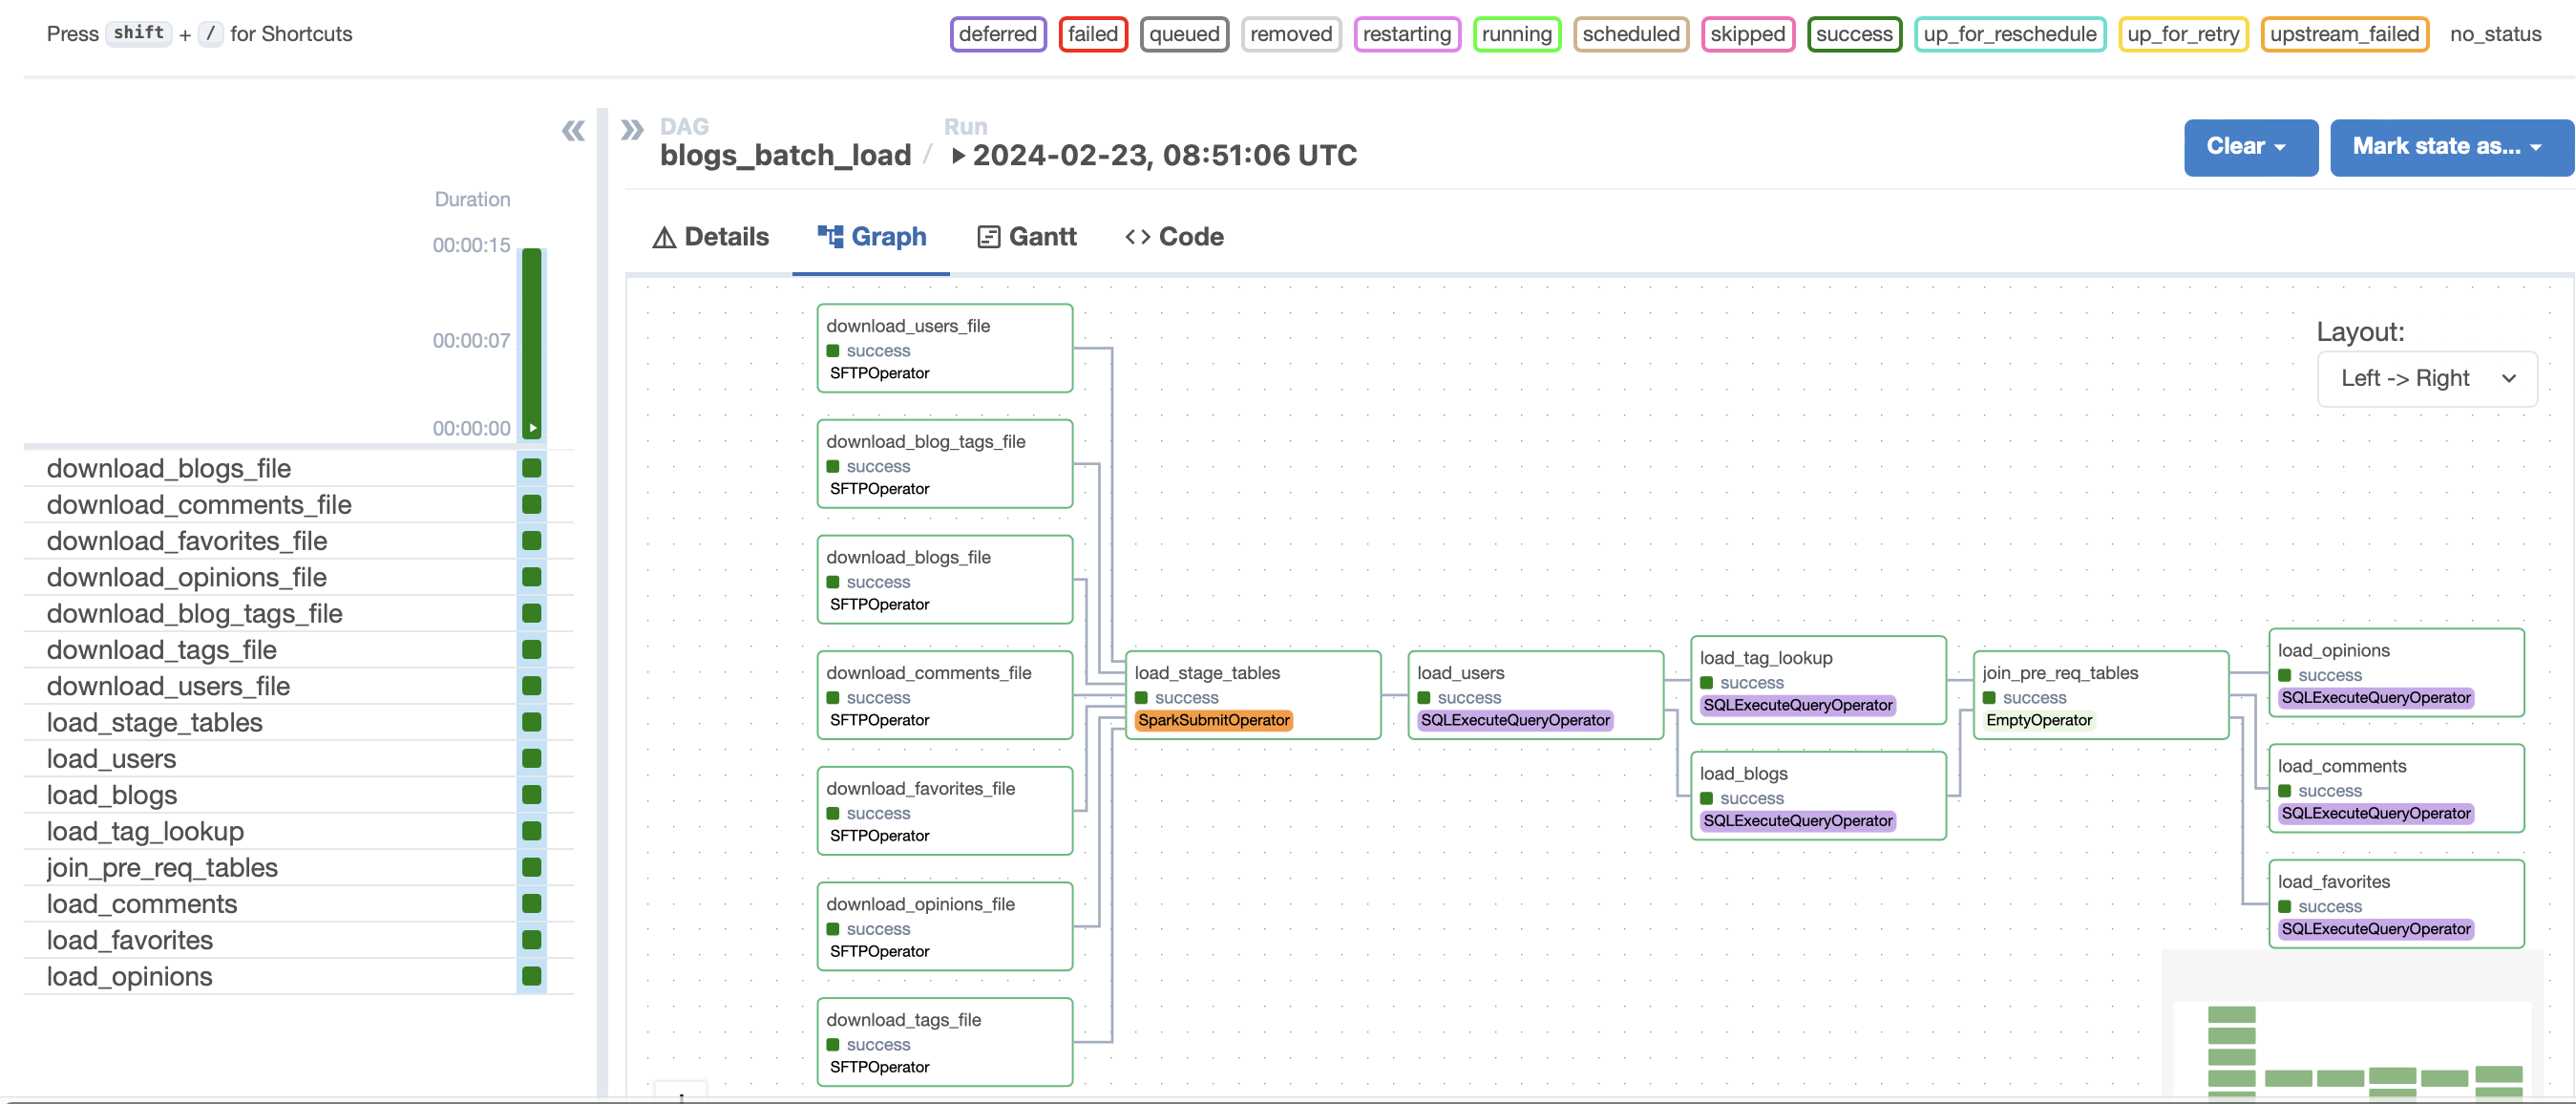 Press shift + / for Shortcuts
deferred failed queued removed restarting running scheduled skipped success up_for_reschedule up_for_retry upstream_failed no_status
DAG
blogs_batch_load /
Run
2024-02-23, 08:51:06 UTC
Clear
Mark state as...
Duration
00:00:15
00:00:07
00:00:00
download_blogs_file
download_comments_file
download_favorites_file
download_opinions_file
download_blog_tags_file
download_tags_file
download_users_file
load_stage_tables
load_users
load_blogs
load_tag_lookup
join_pre_req_tables
load_comments
load_favorites
load_opinions
Details
Graph
Gantt
Code
Layout:
Left -> Right
download_users_file
success
SFTPOperator
download_blog_tags_file
success
SFTPOperator
download_blogs_file
success
SFTPOperator
download_comments_file
success
SFTPOperator
download_favorites_file
success
SFTPOperator
download_opinions_file
success
SFTPOperator
download_tags_file
success
SFTPOperator
load_stage_tables
success
SparkSubmitOperator
load_users
success
SQLExecuteQueryOperator
load_tag_lookup
success
SQLExecuteQueryOperator
load_blogs
success
SQLExecuteQueryOperator
join_pre_req_tables
success
EmptyOperator
load_opinions
success
SQLExecuteQueryOperator
load_comments
success
SQLExecuteQueryOperator
load_favorites
success
SQLExecuteQueryOperator